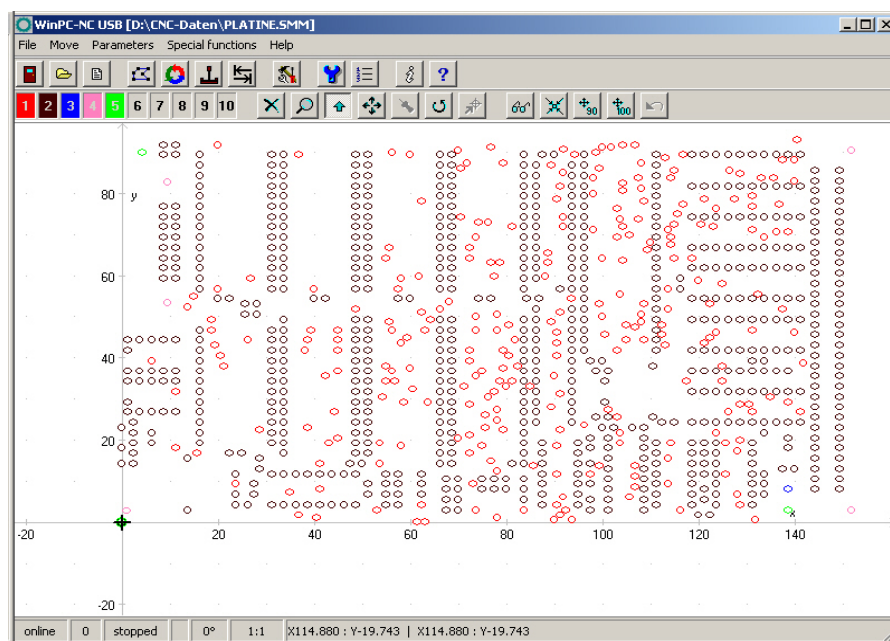 WinPC-NC USB [D:\CNC-Daten\PLATINE.SMM]
File Move Parameters Special functions Help
i ?
1 2 3 4 5 6 7 8 9 10 90 100
80
y
60
40
20
x
-20 20 40 60 80 100 120 140
-20
online 0 stopped 0° 1:1 X114.880 : Y-19.743 | X114.880 : Y-19.743